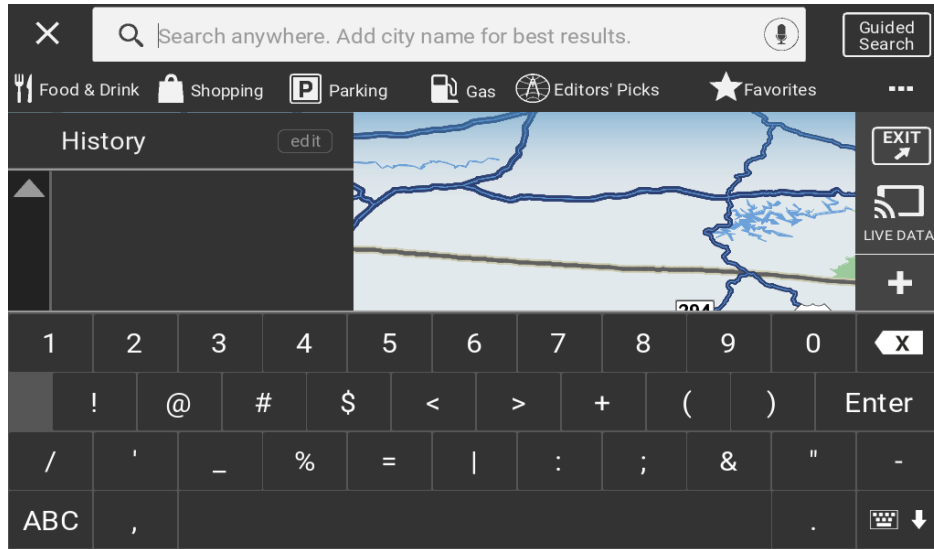 Search anywhere. Add city name for best results.
Guided
Search
Food & Drink P Parking Shopping Gas Editors' Picks Favorites ...
History edit
EXIT
LIVE DATA
+
1 2 3 4 5 6 7 8 9 0 X
! @ # $ < > + ( ) Enter
/ ' _ % = | : ; & " -
ABC , .